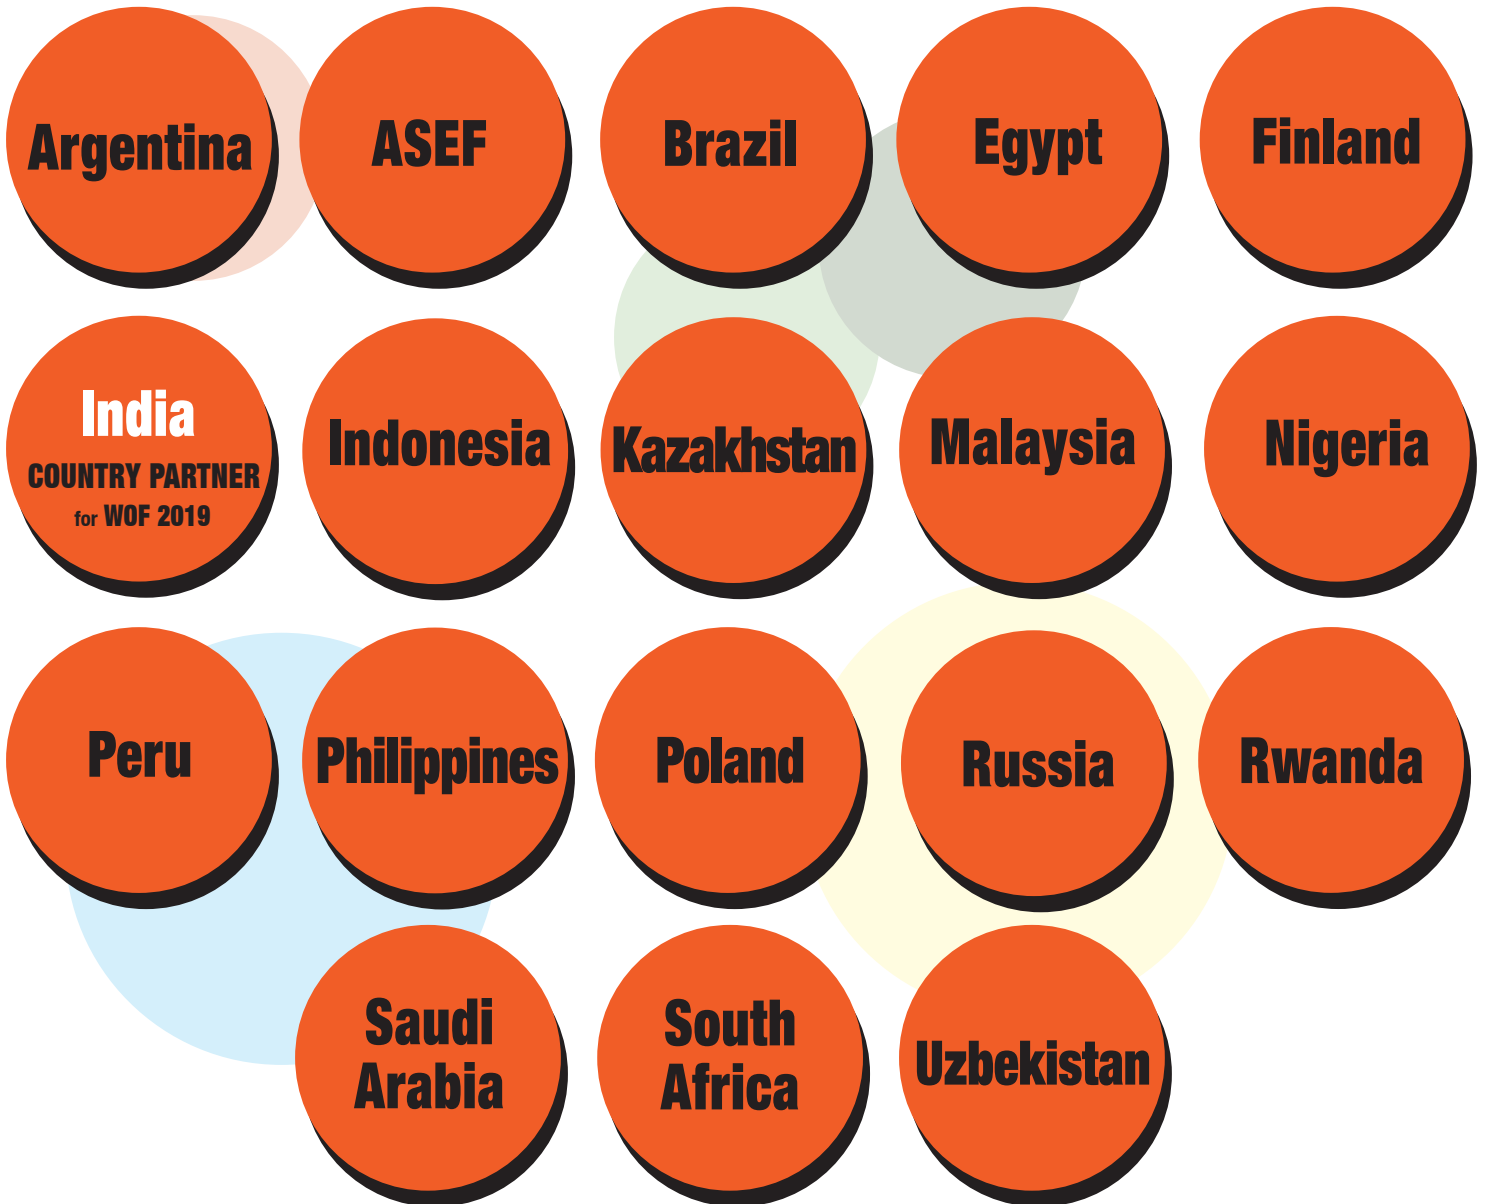 Argentina
ASEF
Brazil
Egypt
Finland
India
COUNTRY PARTNER
for WOF 2019
Indonesia
Kazakhstan
Malaysia
Nigeria
Peru
Philippines
Poland
Russia
Rwanda
Saudi
Arabia
South
Africa
Uzbekistan